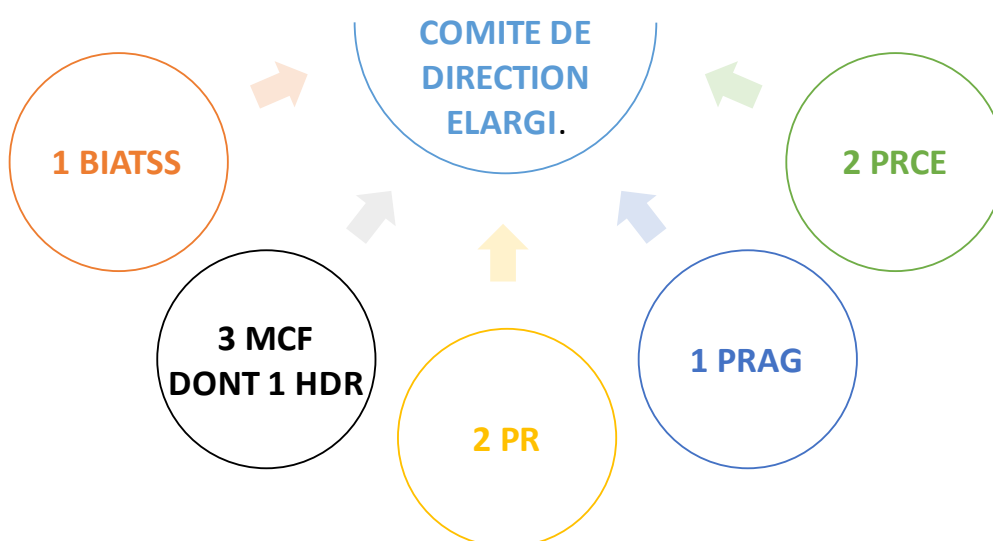 COMITE DE
DIRECTION
ELARGI.
1 BIATSS
2 PRCE
3 MCF
DONT 1 HDR
1 PRAG
2 PR